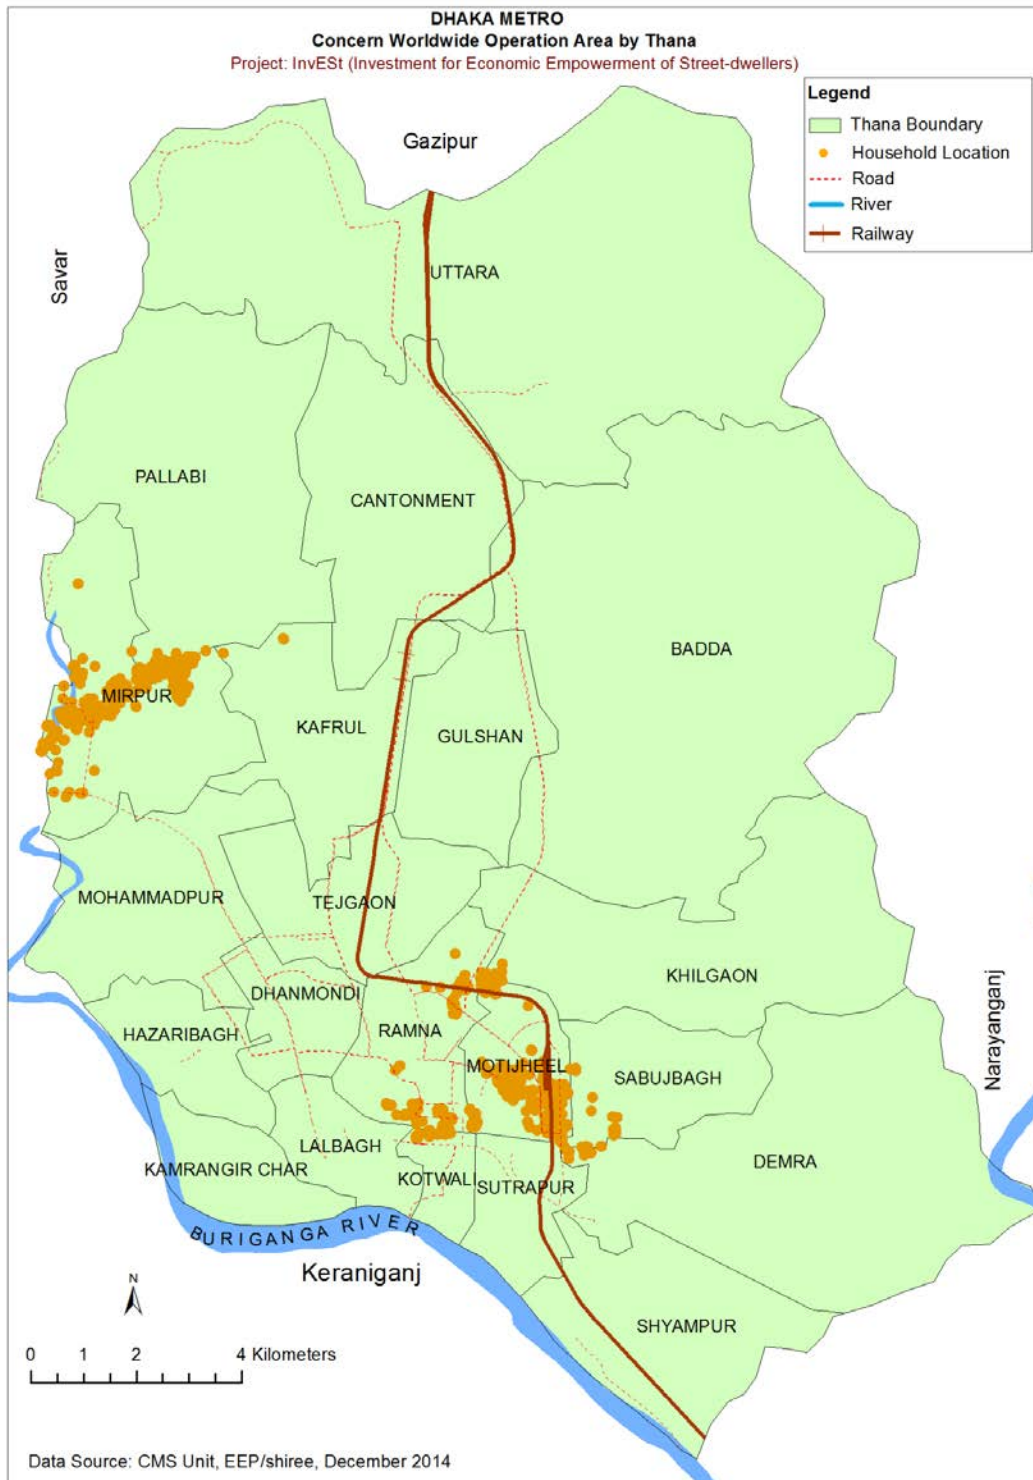 DHAKA METRO
Concern Worldwide Operation Area by Thana
Project: InvESt (Investment for Economic Empowerment of Street-dwellers)
Legend
Thana Boundary
Household Location
Road
River
Railway
Gazipur
Savar
UTTARA
PALLABI
CANTONMENT
BADDA
MIRPUR
KAFRUL
GULSHAN
MOHAMMADPUR
TEJGAON
KHILGAON
DHANMONDI
HAZARIBAGH
RAMNA
Narayanganj
MOTIJHEEL
SABUJBAGH
LALBAGH
DEMRA
KAMRANGIR CHAR
KOTWALI
SUTRAPUR
BURIGANGA RIVER
Keraniganj
N
SHYAMPUR
0 1 2 4 Kilometers
Data Source: CMS Unit, EEP/shiree, December 2014